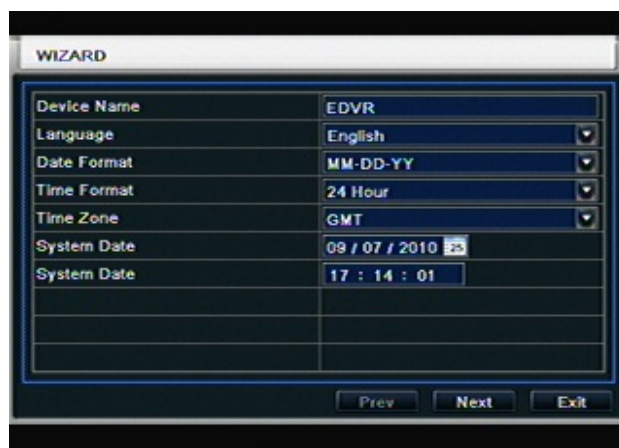 WIZARD
Device Name EDVR
Language English
Date Format MM-DD-YY
Time Format 24 Hour
Time Zone GMT
System Date 09 / 07 / 2010 25
System Date 17 : 14 : 01
Prev Next Exit